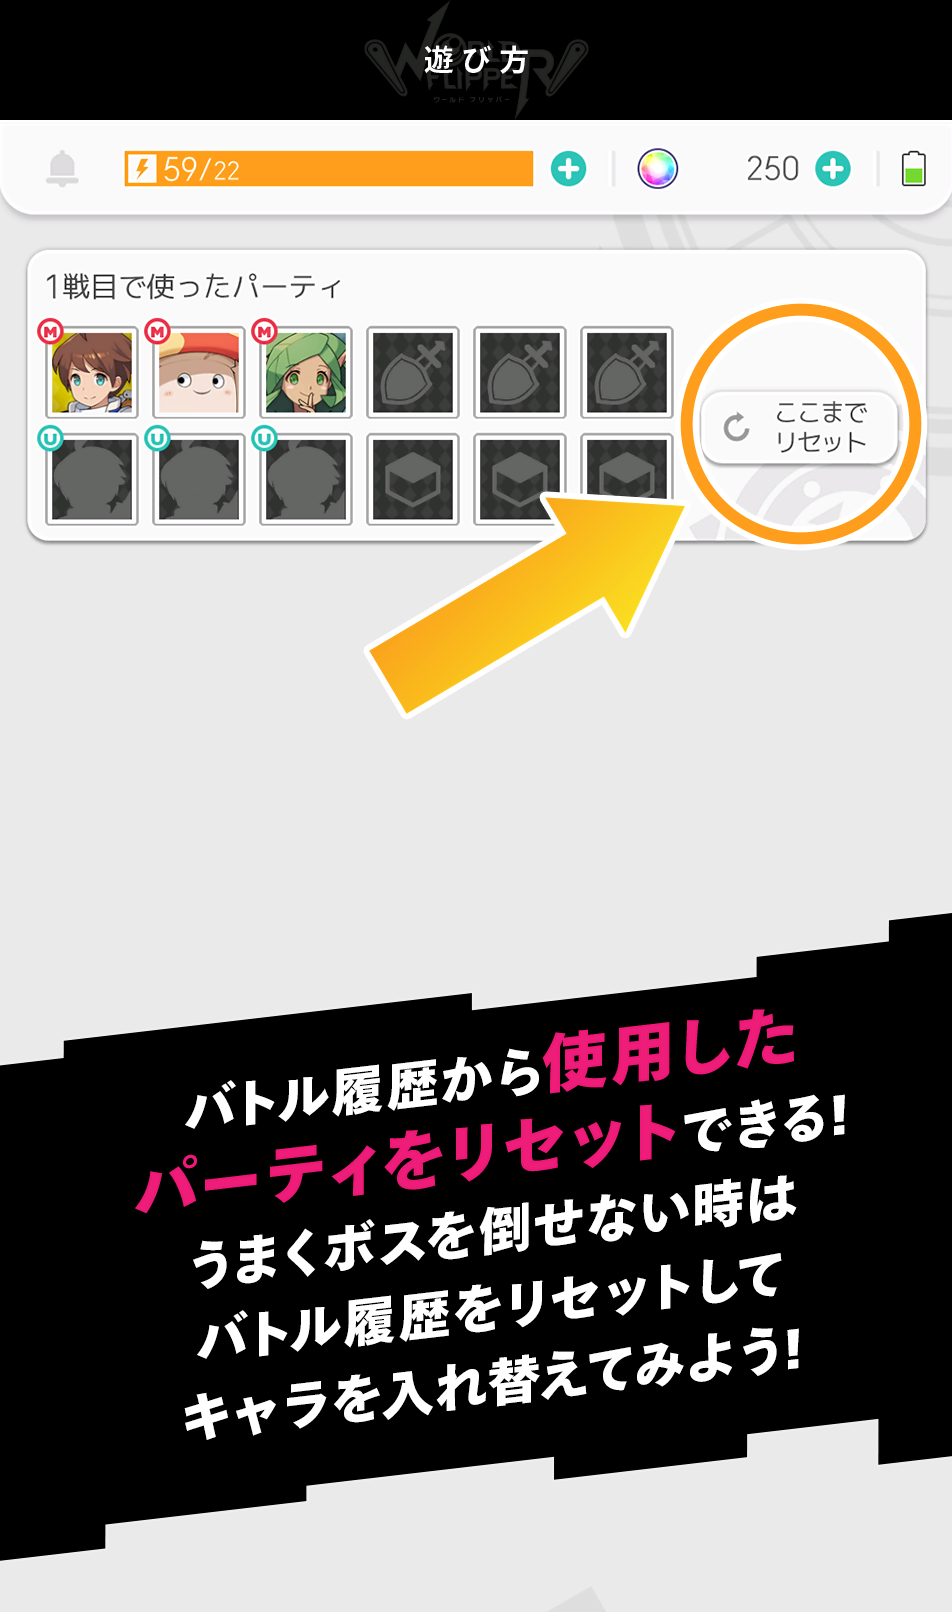 WORLD
FLIPPER
ワールド フリッパー
遊び方
59/22
250
1戦目で使ったパーティ
M
M
M
U
U
U
ここまで
リセット
バトル履歴から使用した
パーティをリセットできる!
うまくボスを倒せない時は
バトル履歴をリセットして
キャラを入れ替えてみよう!